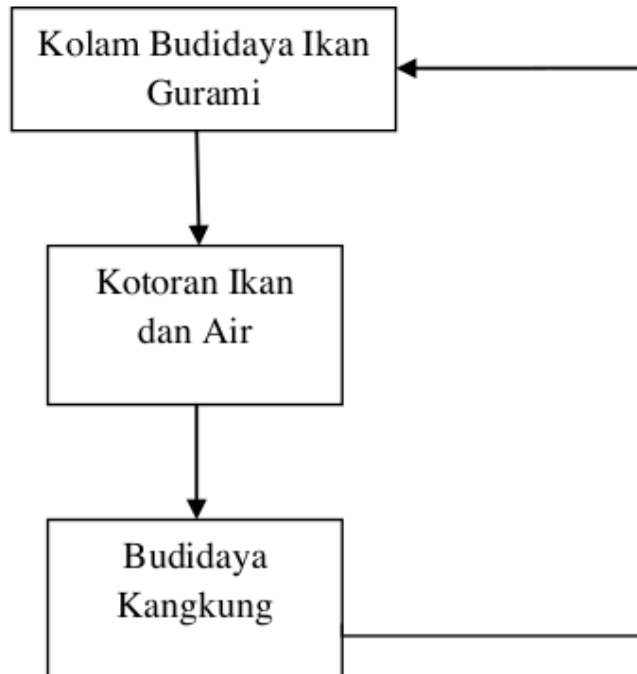 Kolam Budidaya Ikan
Gurami
Kotoran Ikan
dan Air
Budidaya
Kangkung